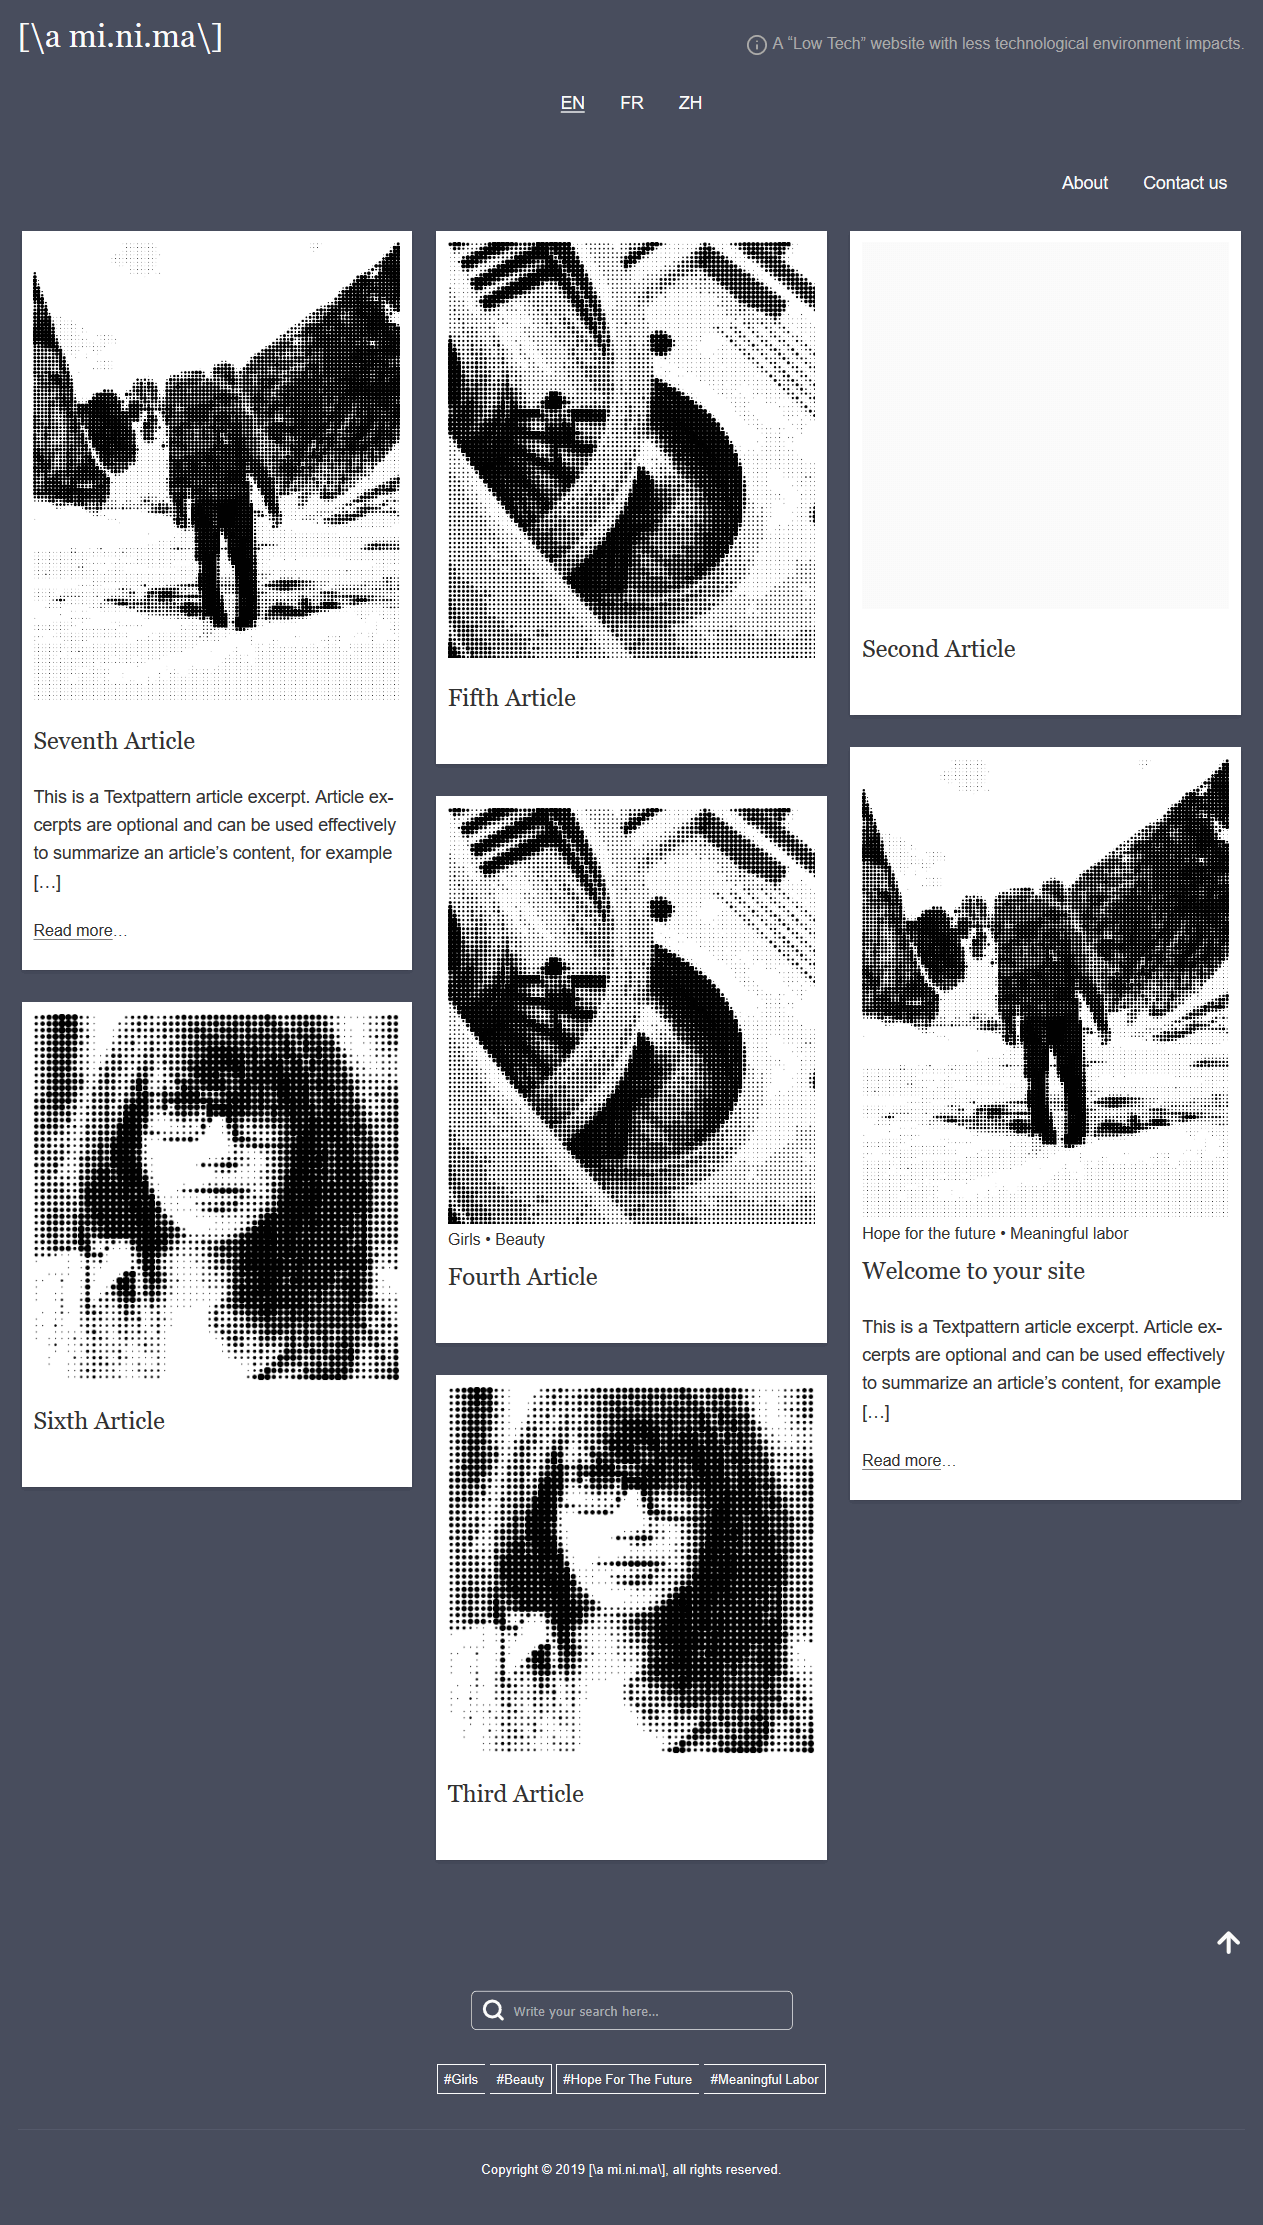 [\a mi.ni.ma\]
A “Low Tech” website with less technological environment impacts.
EN FR ZH
About Contact us
Seventh Article
This is a Textpattern article excerpt. Article ex-
cerpts are optional and can be used effectively
to summarize an article’s content, for example
[…]
Read more…
Sixth Article
Fifth Article
Girls • Beauty
Fourth Article
Third Article
Second Article
Hope for the future • Meaningful labor
Welcome to your site
This is a Textpattern article excerpt. Article ex-
cerpts are optional and can be used effectively
to summarize an article’s content, for example
[…]
Read more…
Write your search here...
#Girls #Beauty #Hope For The Future #Meaningful Labor
Copyright © 2019 [\a mi.ni.ma\], all rights reserved.